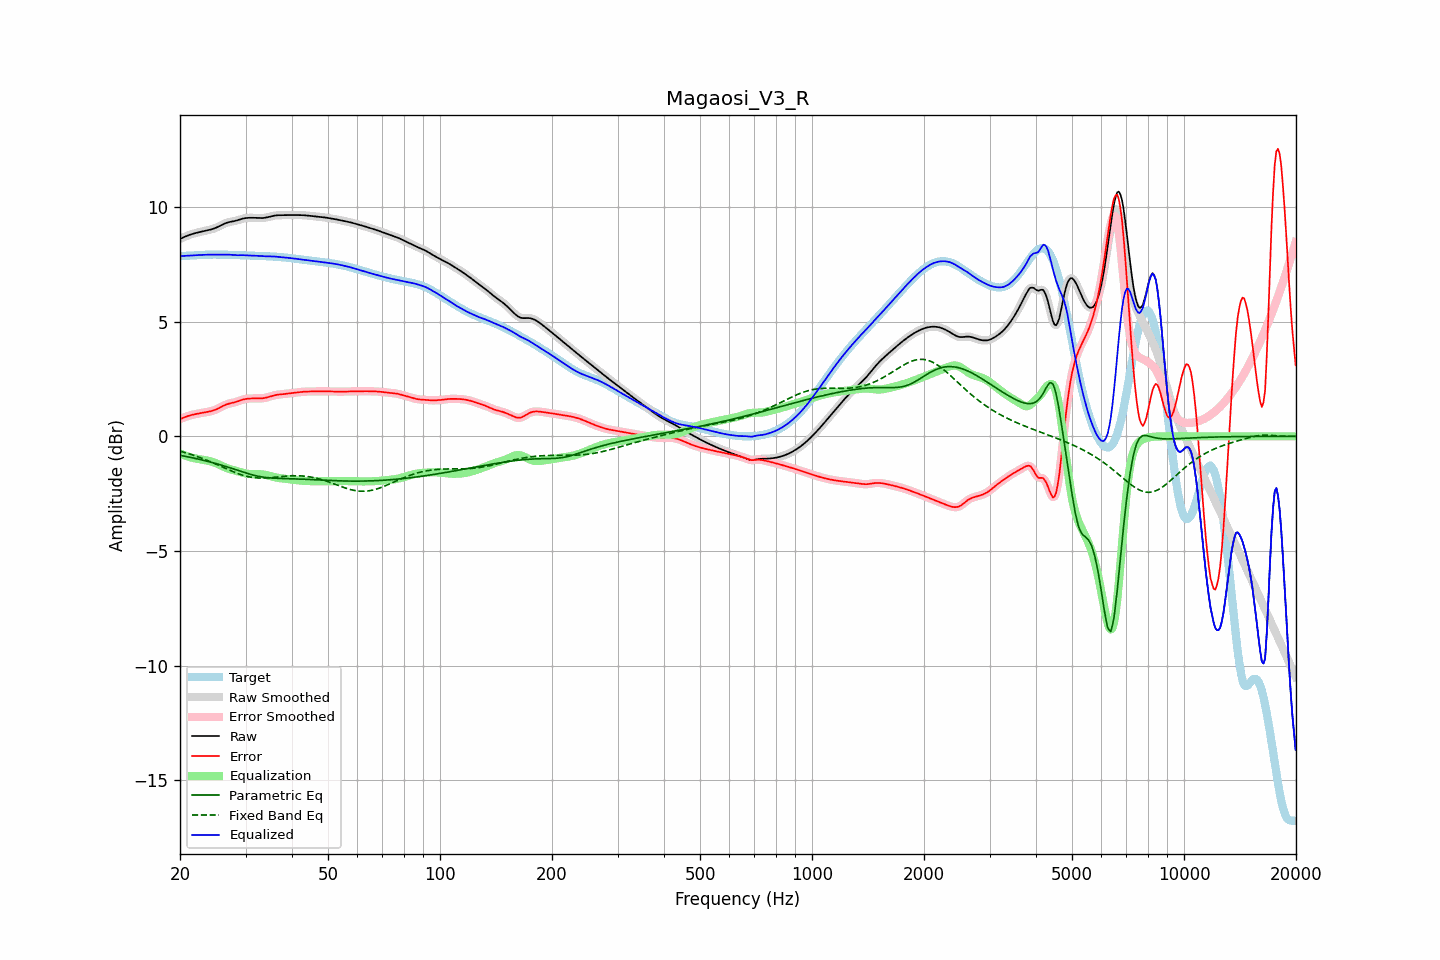 Magaosi_V3_R
Amplitude (dBr)
10
5
0
−5
−10
−15
Target
Raw Smoothed
Error Smoothed
Raw
Error
Equalization
Parametric Eq
Fixed Band Eq
Equalized
20 50 100 200 500 1000 2000 5000 10000 20000
Frequency (Hz)